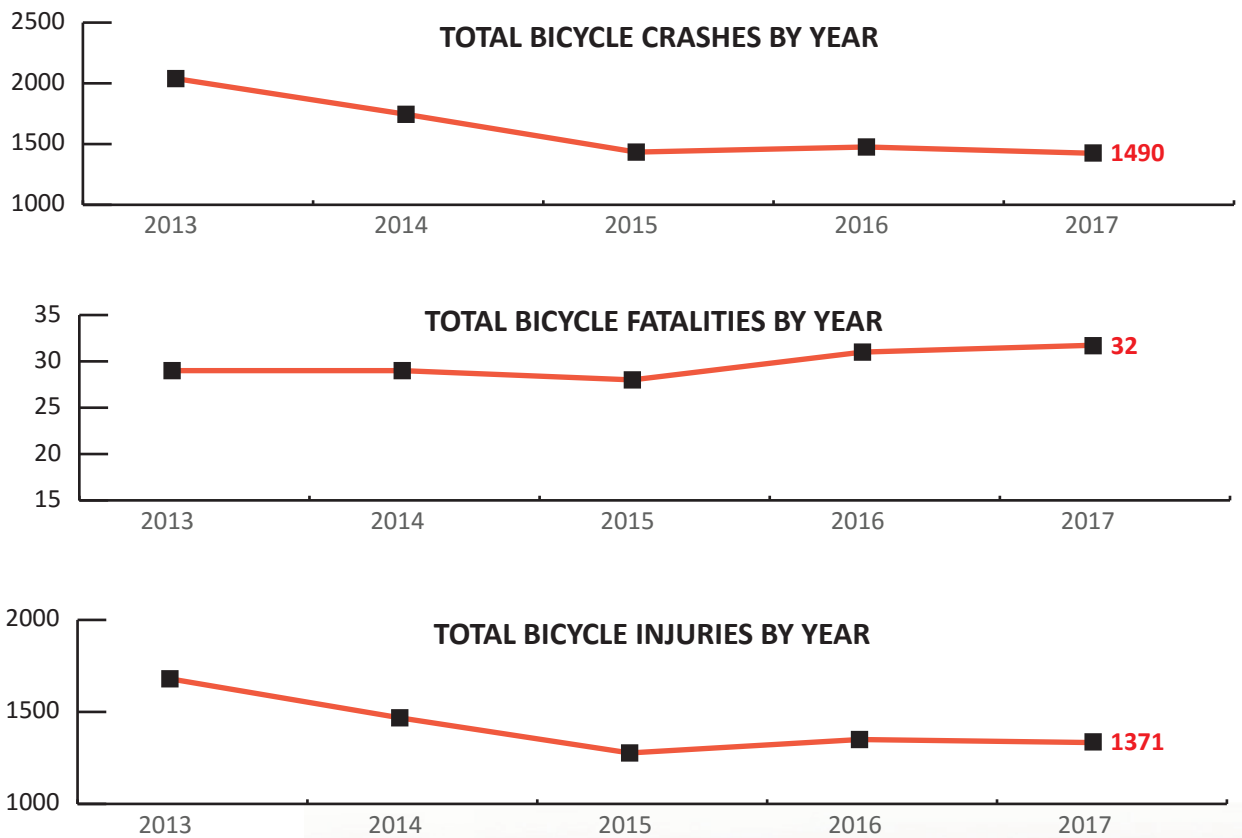 TOTAL BICYCLE CRASHES BY YEAR
2500
2000
1500
1000
1490
2013 2014 2015 2016 2017
TOTAL BICYCLE FATALITIES BY YEAR
35
30
25
20
15
32
2013 2014 2015 2016 2017
TOTAL BICYCLE INJURIES BY YEAR
2000
1500
1000
1371
2013 2014 2015 2016 2017